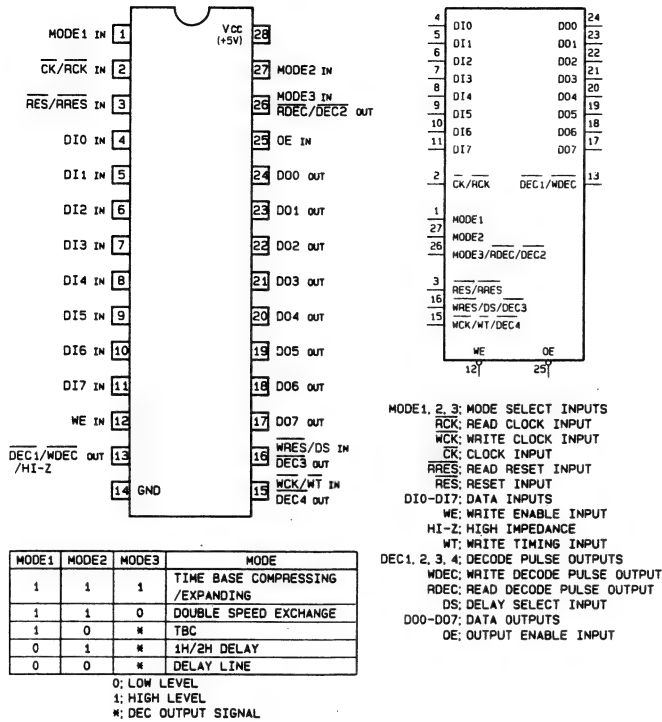 MODE1 IN 1
CK/RCK IN 2
RES/RRES IN 3
DI0 IN 4
DI1 IN 5
DI2 IN 6
DI3 IN 7
DI4 IN 8
DI5 IN 9
DI6 IN 10
DI7 IN 11
WE IN 12
DEC1/WDEC OUT 13
/HI-Z
14 GND
VCC 28
(+5V)
27 MODE2 IN
MODE3 IN
26 RDEC/DEC2 OUT
25 OE IN
24 DO0 OUT
23 DO1 OUT
22 DO2 OUT
21 DO3 OUT
20 DO4 OUT
19 DO5 OUT
18 DO6 OUT
17 DO7 OUT
WRES/DS IN
16 DEC3 OUT
WCK/WT IN
15 DEC4 OUT
4 DI0 DO0 24
5 DI1 DO1 23
6 DI2 DO2 22
7 DI3 DO3 21
8 DI4 DO4 20
9 DI5 DO5 19
10 DI6 DO6 18
11 DI7 DO7 17
2 CK/RCK DEC1/WDEC 13
1 MODE1
27 MODE2
26 MODE3/RDEC/DEC2
3 RES/RRES
16 WRES/DS/DEC3
15 WCK/WT/DEC4
WE OE
12 25
MODE1, 2, 3; MODE SELECT INPUTS
RCK; READ CLOCK INPUT
WCK; WRITE CLOCK INPUT
CK; CLOCK INPUT
RRES; READ RESET INPUT
RES; RESET INPUT
DI0-DI7; DATA INPUTS
WE; WRITE ENABLE INPUT
HI-Z; HIGH IMPEDANCE
WT; WRITE TIMING INPUT
DEC1, 2, 3, 4; DECODE PULSE OUTPUTS
WDEC; WRITE DECODE PULSE OUTPUT
RDEC; READ DECODE PULSE OUTPUT
DS; DELAY SELECT INPUT
DO0-DO7; DATA OUTPUTS
OE; OUTPUT ENABLE INPUT
MODE1 MODE2 MODE3 MODE
1 1 1 TIME BASE COMPRESSING
/EXPANDING
1 1 0 DOUBLE SPEED EXCHANGE
1 0 * TBC
0 1 * 1H/2H DELAY
0 0 * DELAY LINE
0; LOW LEVEL
1; HIGH LEVEL
*; DEC OUTPUT SIGNAL